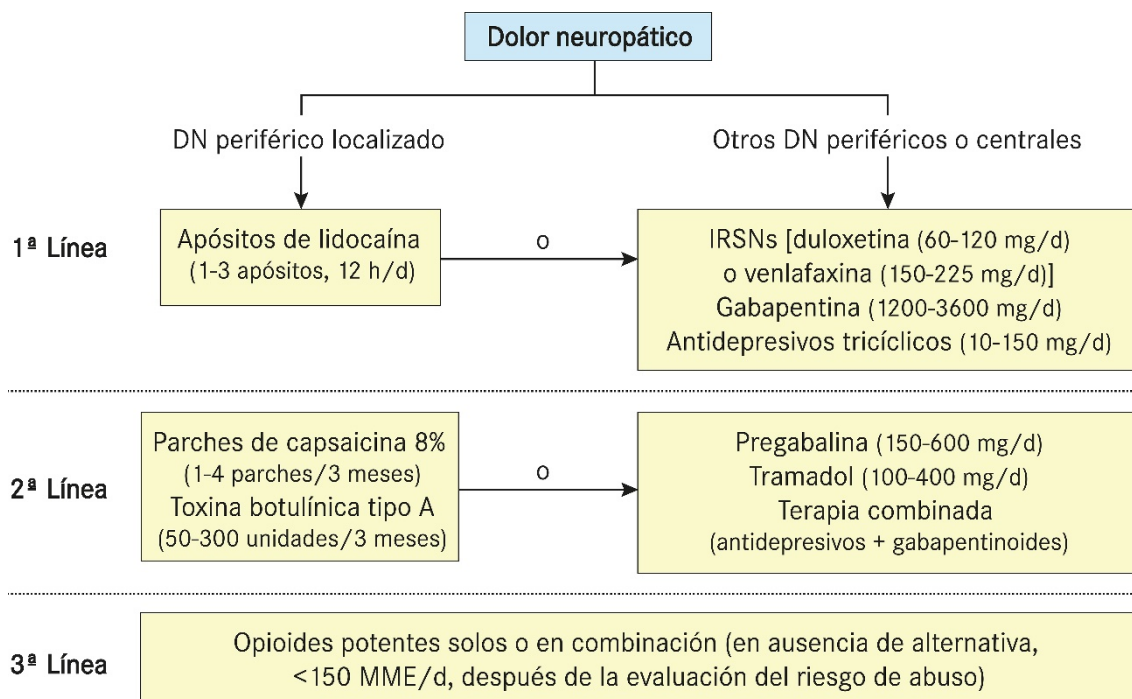 Dolor neuropático
DN periférico localizado
Otros DN periféricos o centrales
1ª Línea
Apósitos de lidocaína
(1-3 apósitos, 12 h/d)
o
IRSNs [duloxetina (60-120 mg/d)
o venlafaxina (150-225 mg/d)]
Gabapentina (1200-3600 mg/d)
Antidepresivos tricíclicos (10-150 mg/d)
2ª Línea
Parches de capsaicina 8%
(1-4 parches/3 meses)
Toxina botulínica tipo A
(50-300 unidades/3 meses)
o
Pregabalina (150-600 mg/d)
Tramadol (100-400 mg/d)
Terapia combinada
(antidepresivos + gabapentinoides)
3ª Línea
Opioides potentes solos o en combinación (en ausencia de alternativa,
<150 MME/d, después de la evaluación del riesgo de abuso)